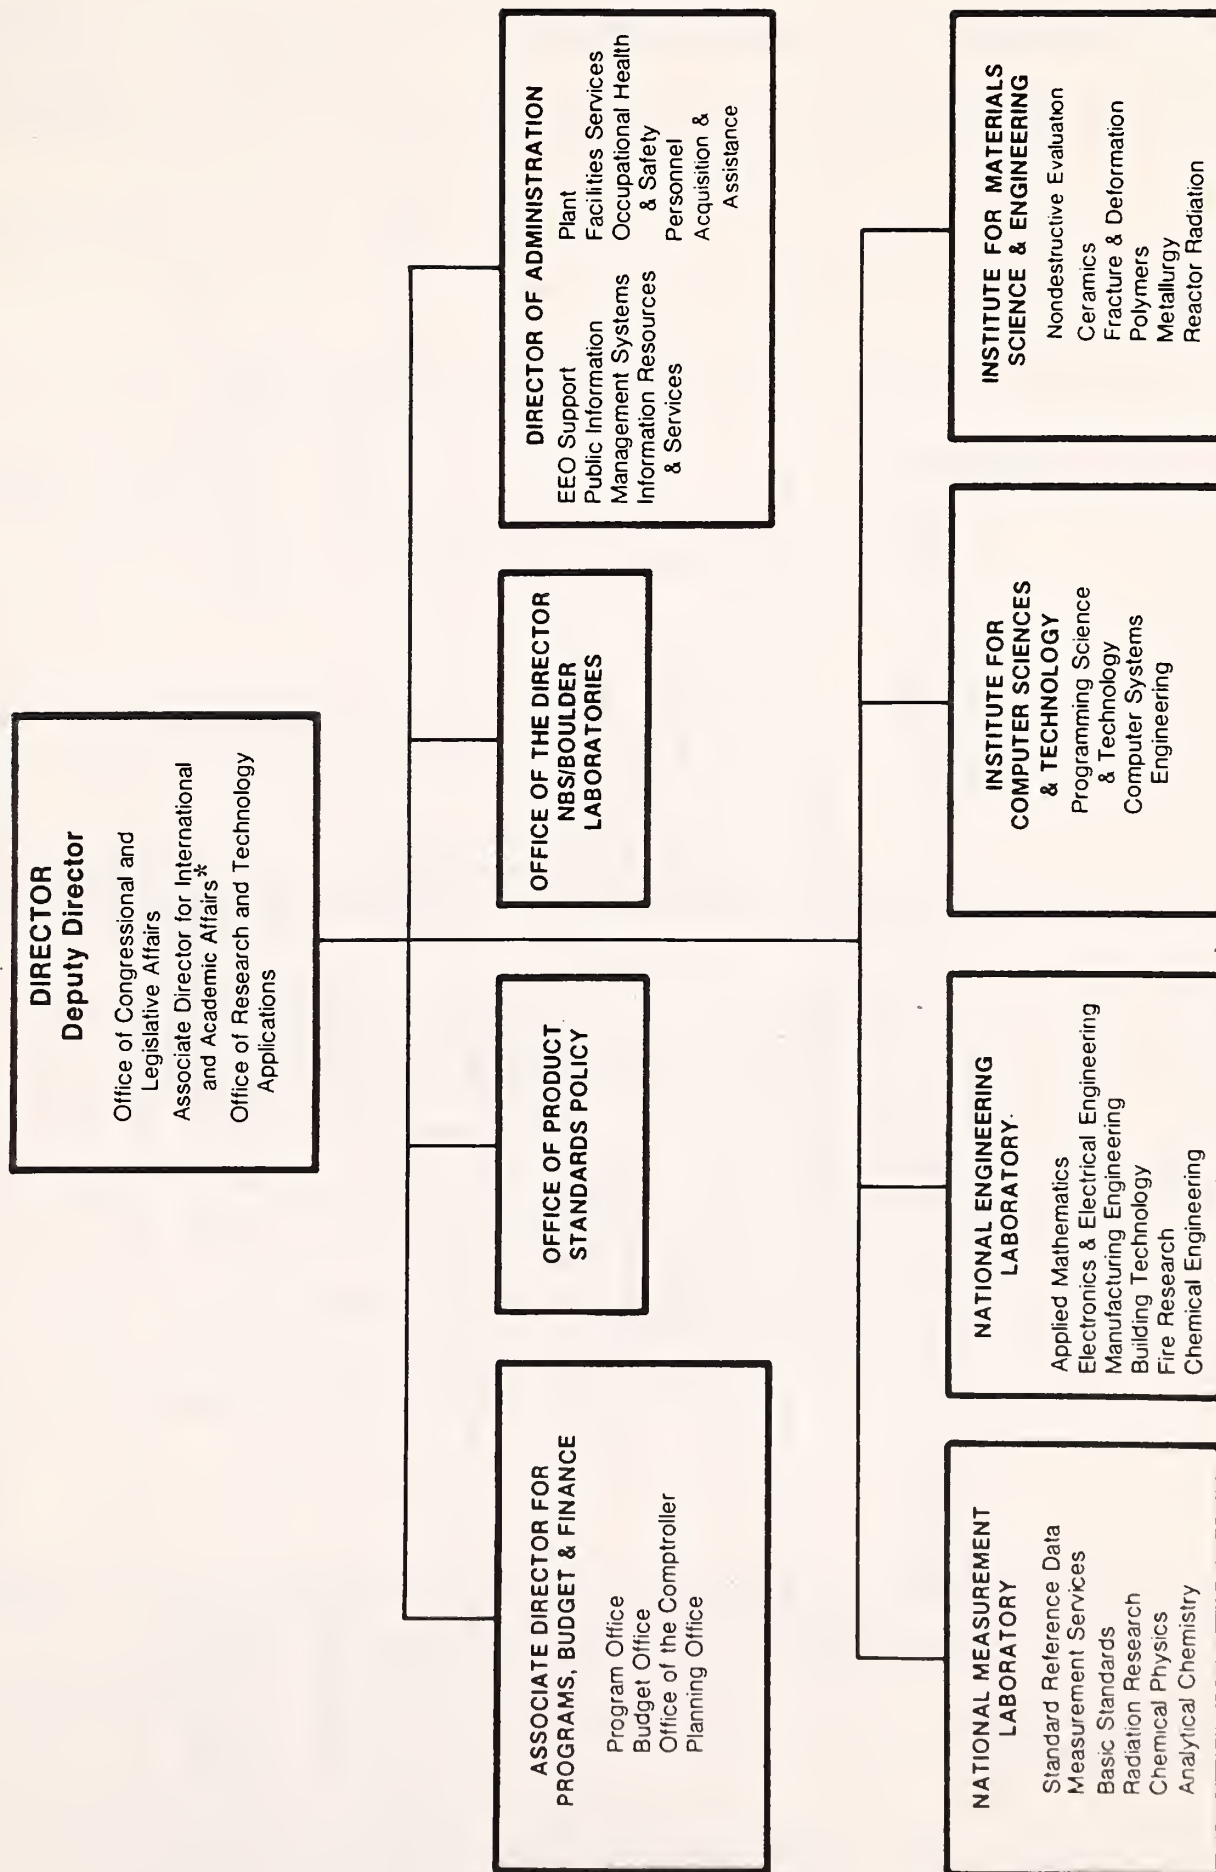 DIRECTOR
Deputy Director
Office of Congressional and
Legislative Affairs
Associate Director for International
and Academic Affairs*
Office of Research and Technology
Applications
ASSOCIATE DIRECTOR FOR
PROGRAMS, BUDGET & FINANCE
Program Office
Budget Office
Office of the Comptroller
Planning Office
OFFICE OF PRODUCT
STANDARDS POLICY
OFFICE OF THE DIRECTOR
NBS/BOULDER
LABORATORIES
DIRECTOR OF ADMINISTRATION
EEO Support
Public Information
Management Systems
Information Resources
& Services
Plant
Facilities Services
Occupational Health
& Safety
Personnel
Acquisition &
Assistance
NATIONAL MEASUREMENT
LABORATORY
Standard Reference Data
Measurement Services
Basic Standards
Radiation Research
Chemical Physics
Analytical Chemistry
NATIONAL ENGINEERING
LABORATORY
Applied Mathematics
Electronics & Electrical Engineering
Manufacturing Engineering
Building Technology
Fire Research
Chemical Engineering
INSTITUTE FOR
COMPUTER SCIENCES
& TECHNOLOGY
Programming Science
& Technology
Computer Systems
Engineering
INSTITUTE FOR MATERIALS
SCIENCE & ENGINEERING
Nondestructive Evaluation
Ceramics
Fracture & Deformation
Polymers
Metallurgy
Reactor Radiation